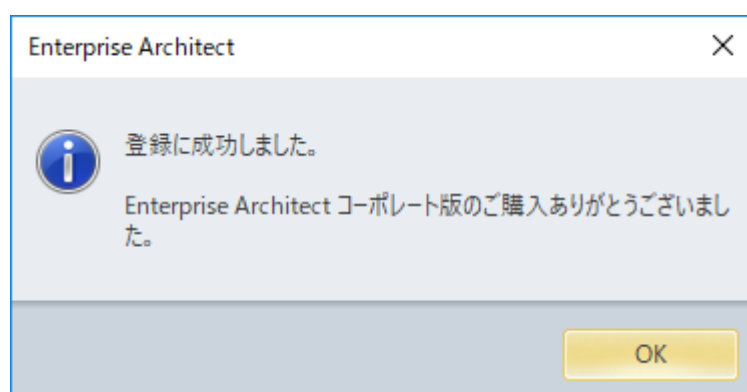 Enterprise Architect
登録に成功しました。
Enterprise Architect コーポレート版のご購入ありがとうございまし
た。
OK